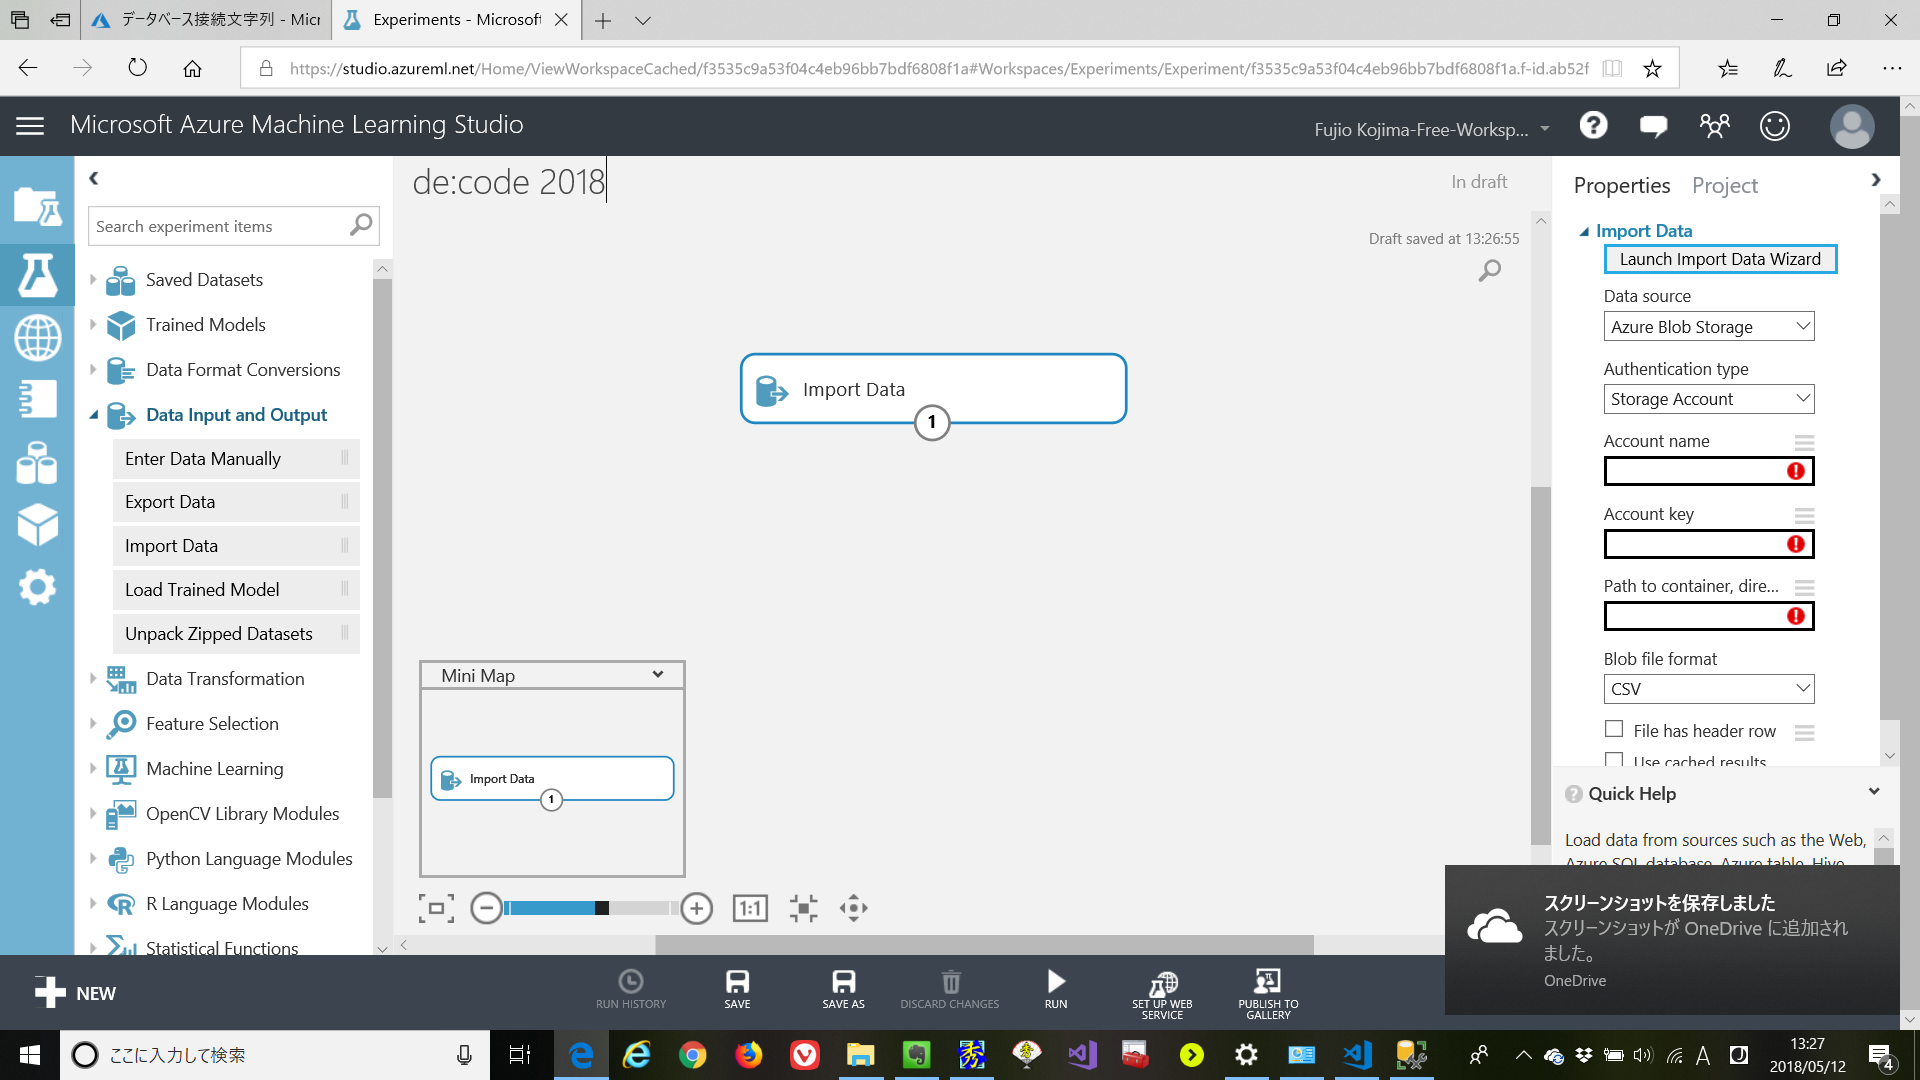 データベース接続文字列 - Micr
Experiments - Microsoft
https://studio.azureml.net/Home/ViewWorkspaceCached/f3535c9a53f04c4eb96bb7bdf6808f1a#Workspaces/Experiments/Experiment/f3535c9a53f04c4eb96bb7bdf6808f1a.f-id.ab52f
Microsoft Azure Machine Learning Studio
Fujio Kojima-Free-Worksp...
Search experiment items
Saved Datasets
Trained Models
Data Format Conversions
Data Input and Output
Enter Data Manually
Export Data
Import Data
Load Trained Model
Unpack Zipped Datasets
Data Transformation
Feature Selection
Machine Learning
OpenCV Library Modules
Python Language Modules
R Language Modules
Statistical Functions
de:code 2018
In draft
Draft saved at 13:26:55
Import Data
1
Mini Map
Import Data
1
1:1
Properties
Project
Import Data
Launch Import Data Wizard
Data source
Azure Blob Storage
Authentication type
Storage Account
Account name
Account key
Path to container, dire...
Blob file format
CSV
File has header row
Use cached results
Quick Help
Load data from sources such as the Web,
Azure SQL database, Azure table, Hive
スクリーンショットを保存しました
スクリーンショットが OneDrive に追加され
ました。
OneDrive
NEW
RUN HISTORY
SAVE
SAVE AS
DISCARD CHANGES
RUN
SET UP WEB
SERVICE
PUBLISH TO
GALLERY
ここに入力して検索
秀
A
13:27
2018/05/12
4